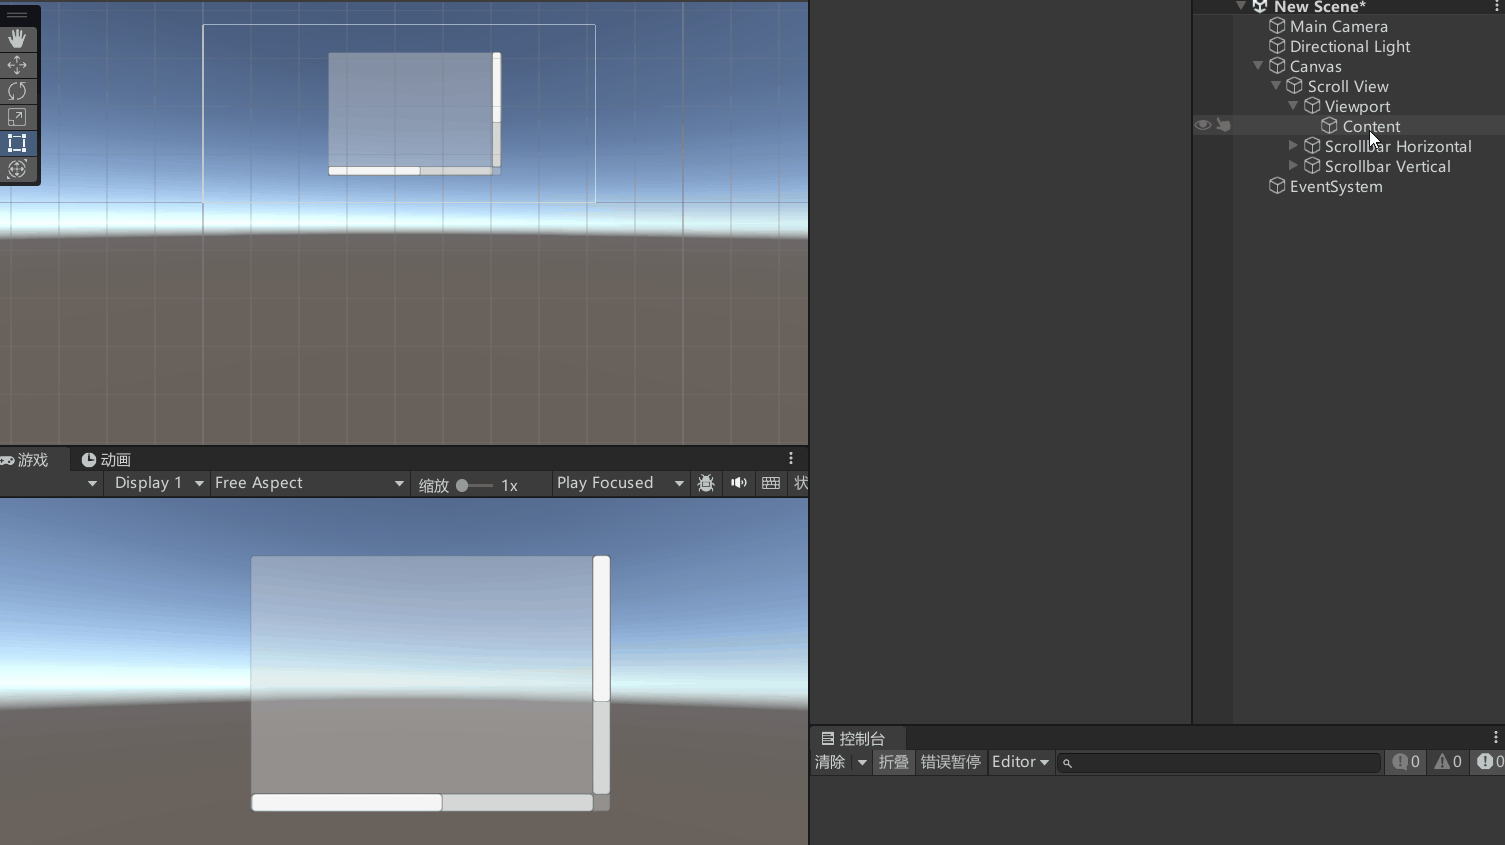 New Scene*
Main Camera
Directional Light
Canvas
Scroll View
Viewport
Content
Scrollbar Horizontal
Scrollbar Vertical
EventSystem
游戏
动画
Display 1
Free Aspect
缩放
1x
Play Focused
状
控制台
清除
折叠
错误暂停
Editor
0
0
0